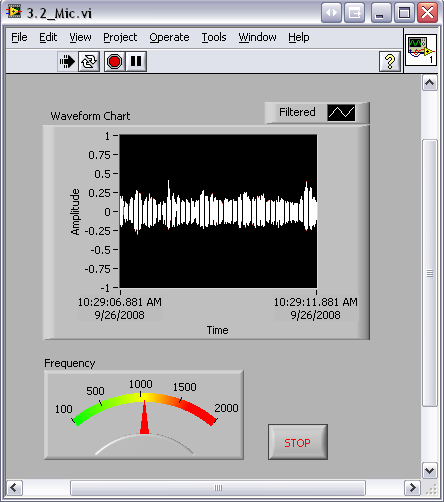 3.2_Mic.vi
File Edit View Project Operate Tools Window Help
?
Filtered
Waveform Chart
1
0.75
0.5
0.25
0
-0.25
-0.5
-0.75
-1
Amplitude
10:29:06.881 AM 10:29:11.881 AM
9/26/2008 9/26/2008
Time
Frequency
100 500 1000 1500 2000
STOP